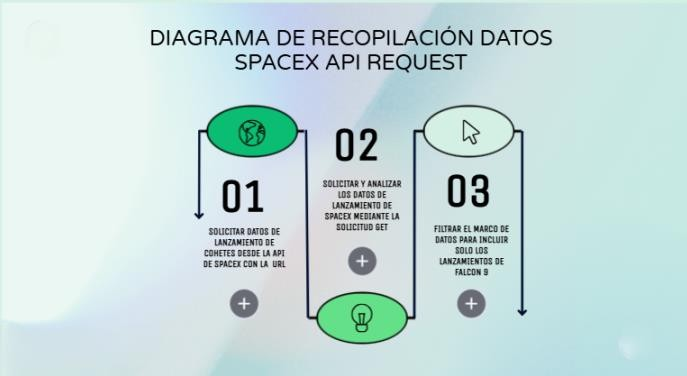 DIAGRAMA DE RECOPILACIÓN DATOS
SPACEX API REQUEST
01
SOLICITAR DATOS DE
LANZAMIENTO DE
COHETES DESDE LA API
DE SPACEX CON LA URL
02
SOLICITAR Y ANALIZAR
LOS DATOS DE
LANZAMIENTO DE
SPACEX MEDIANTE LA
SOLICITUD GET
03
FILTRAR EL MARCO DE
DATOS PARA INCLUIR
SOLO LOS
LANZAMIENTOS DE
FALCON 9